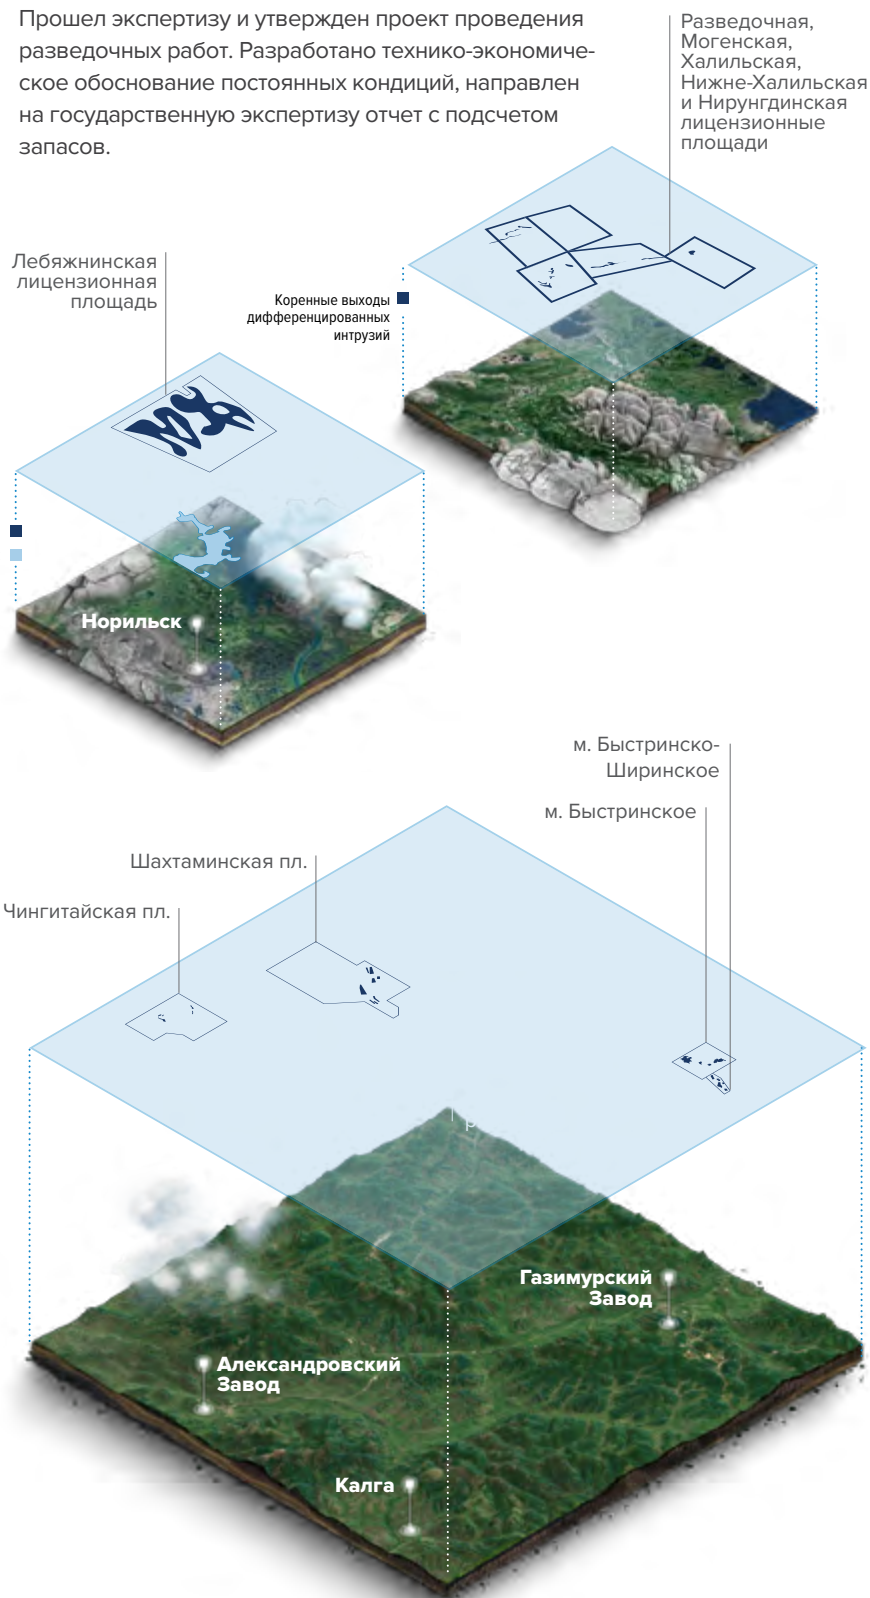 Прошел экспертизу и утвержден проект проведения
разведочных работ. Разработано технико-экономиче-
ское обоснование постоянных кондиций, направлен
на государственную экспертизу отчет с подсчетом
запасов.
Разведочная,
Могенская,
Халильская,
Нижне-Халильская
и Нирунгдинская
лицензионные
площади
Лебяжнинская
лицензионная
площадь
Коренные выходы
дифференцированных
интрузий
Норильск
м. Быстринско-
Ширинское
м. Быстринское
Шахтаминская пл.
Чингитайская пл.
Газимурский
Завод
Александровский
Завод
Калга